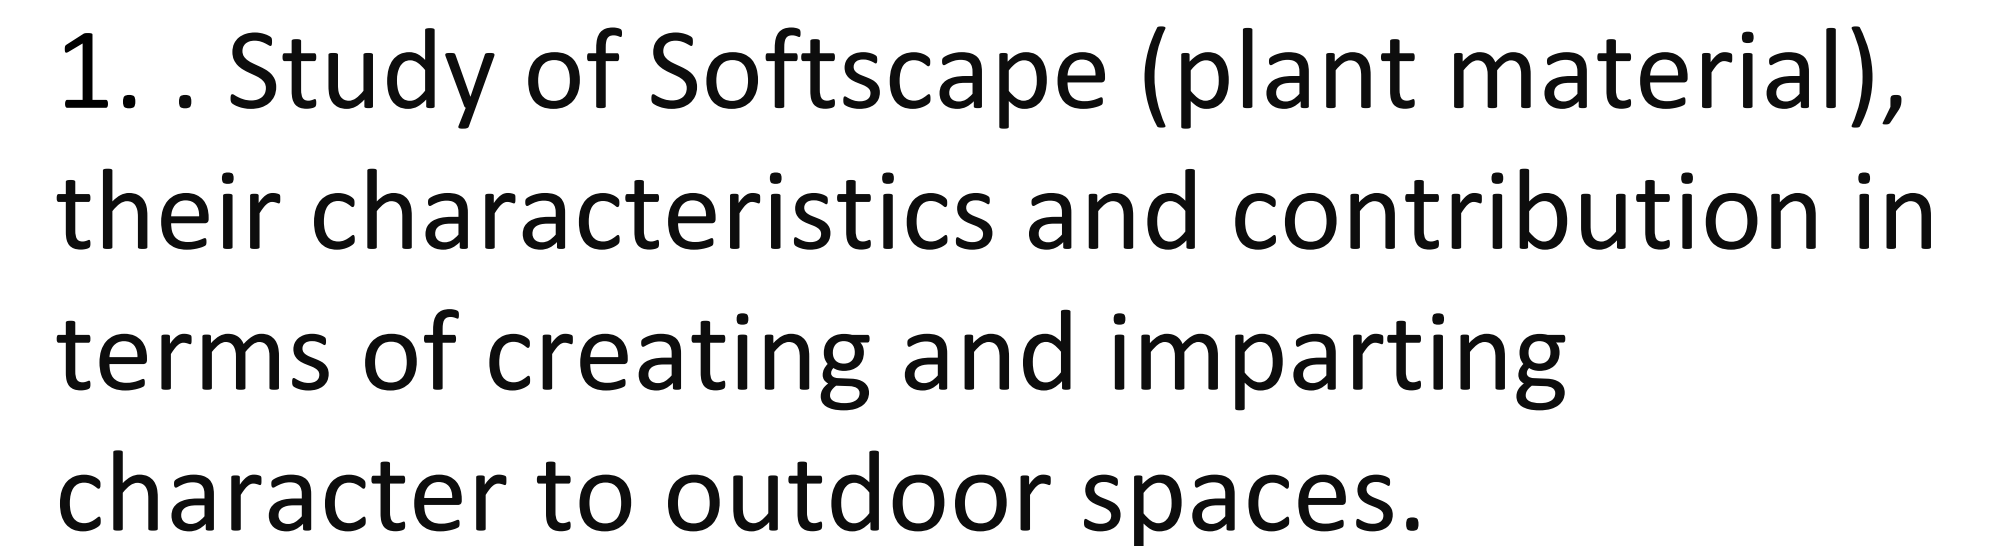 1. . Study of Softscape (plant material),
their characteristics and contribution in
terms of creating and imparting
character to outdoor spaces.